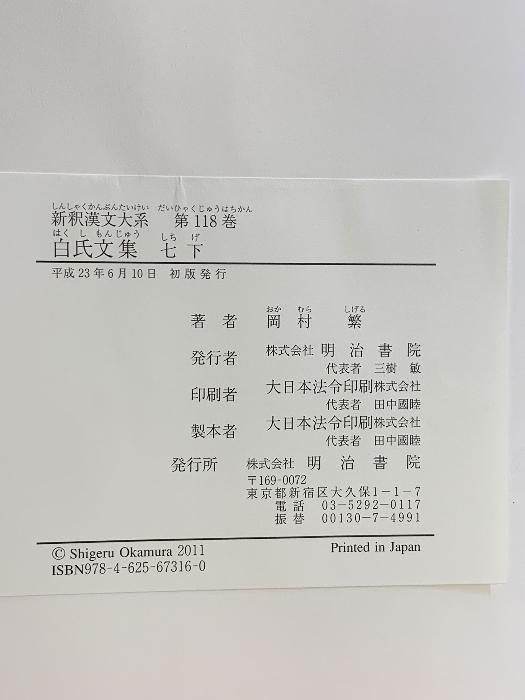 しんしゃくかんぶんたいけい だいひゃくじゅうはちかん
新釈漢文大系 第118巻
はくしもんじゅう しちげ
白氏文集 七下
平成23年6月10日 初版発行
おかむら しげる
著者 岡村 繁
発行者 株式会社 明治書院
代表者 三樹 敏
印刷者 大日本法令印刷株式会社
代表者 田中國睦
製本者 大日本法令印刷株式会社
代表者 田中國睦
発行所 株式会社 明治書院
〒169-0072
東京都新宿区大久保1-1-7
電話 03-5292-0117
振替 00130-7-4991
© Shigeru Okamura 2011 Printed in Japan
ISBN978-4-625-67316-0